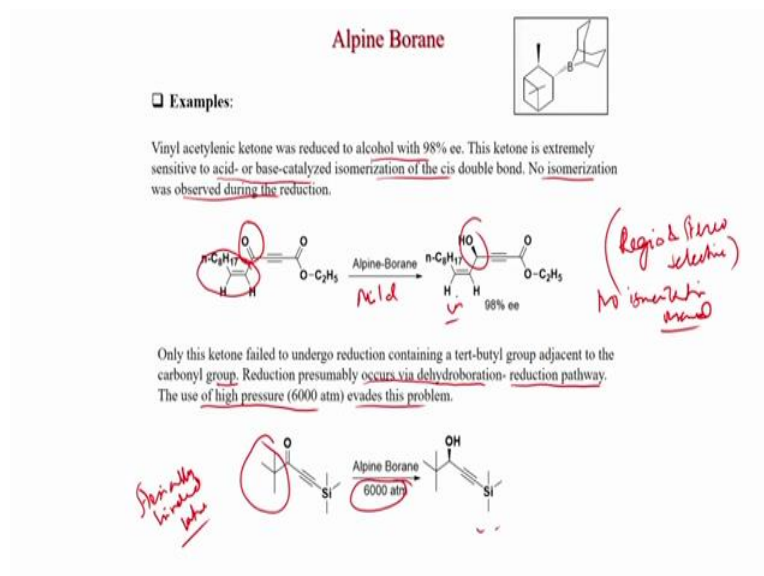 Alpine Borane
B
❑ Examples:
Vinyl acetylenic ketone was reduced to alcohol with 98% ee. This ketone is extremely
sensitive to acid- or base-catalyzed isomerization of the cis double bond. No isomerization
was observed during the reduction.
O
O
n-C₈H₁₇
O-C₂H₅
H
H
Alpine-Borane
Mild
HO
O
n-C₈H₁₇
O-C₂H₅
H
H
98% ee
(Regio & Stereo
selective)
No isomerization
Only this ketone failed to undergo reduction containing a tert-butyl group adjacent to the
carbonyl group. Reduction presumably occurs via dehydroboration- reduction pathway.
The use of high pressure (6000 atm) evades this problem.
O
Si
Alpine Borane
6000 atm
OH
Si
Sterically
hindered